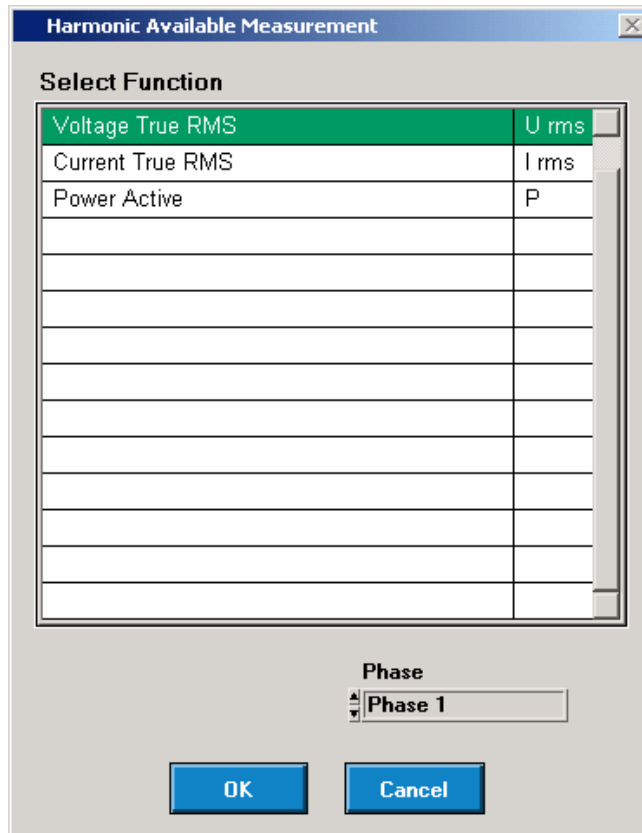 Harmonic Available Measurement
Select Function
Voltage True RMS U rms
Current True RMS I rms
Power Active P
Phase
Phase 1
OK Cancel